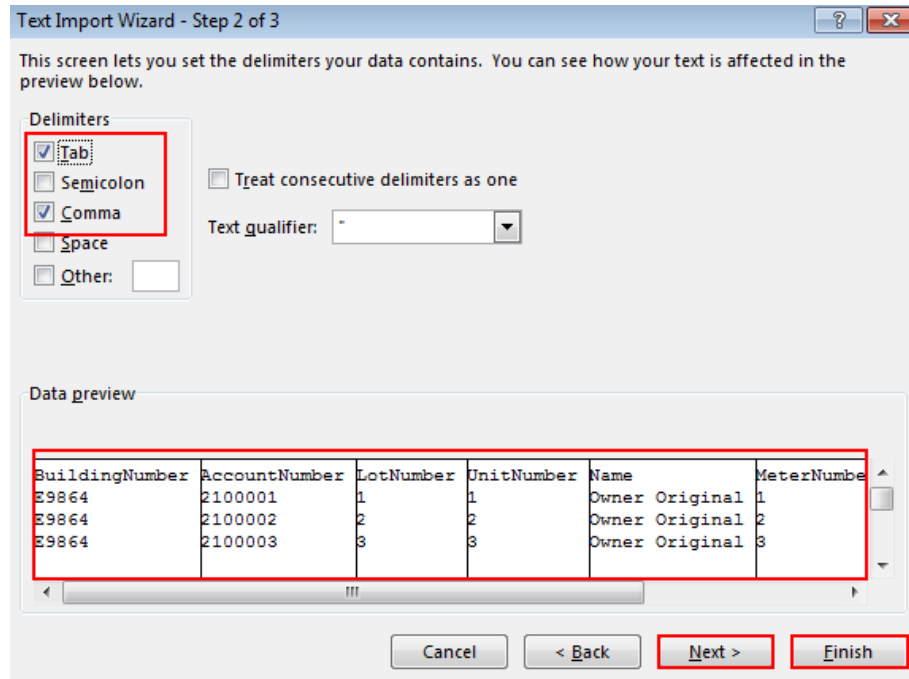 Text Import Wizard - Step 2 of 3
This screen lets you set the delimiters your data contains. You can see how your text is affected in the
preview below.
Delimiters
Tab
Semicolon
Comma
Space
Other:
Treat consecutive delimiters as one
Text qualifier: "
Data preview
BuildingNumber AccountNumber LotNumber UnitNumber Name MeterNumbe
E9864 2100001 1 1 Owner Original 1
E9864 2100002 2 2 Owner Original 2
E9864 2100003 3 3 Owner Original 3
Cancel < Back Next > Finish